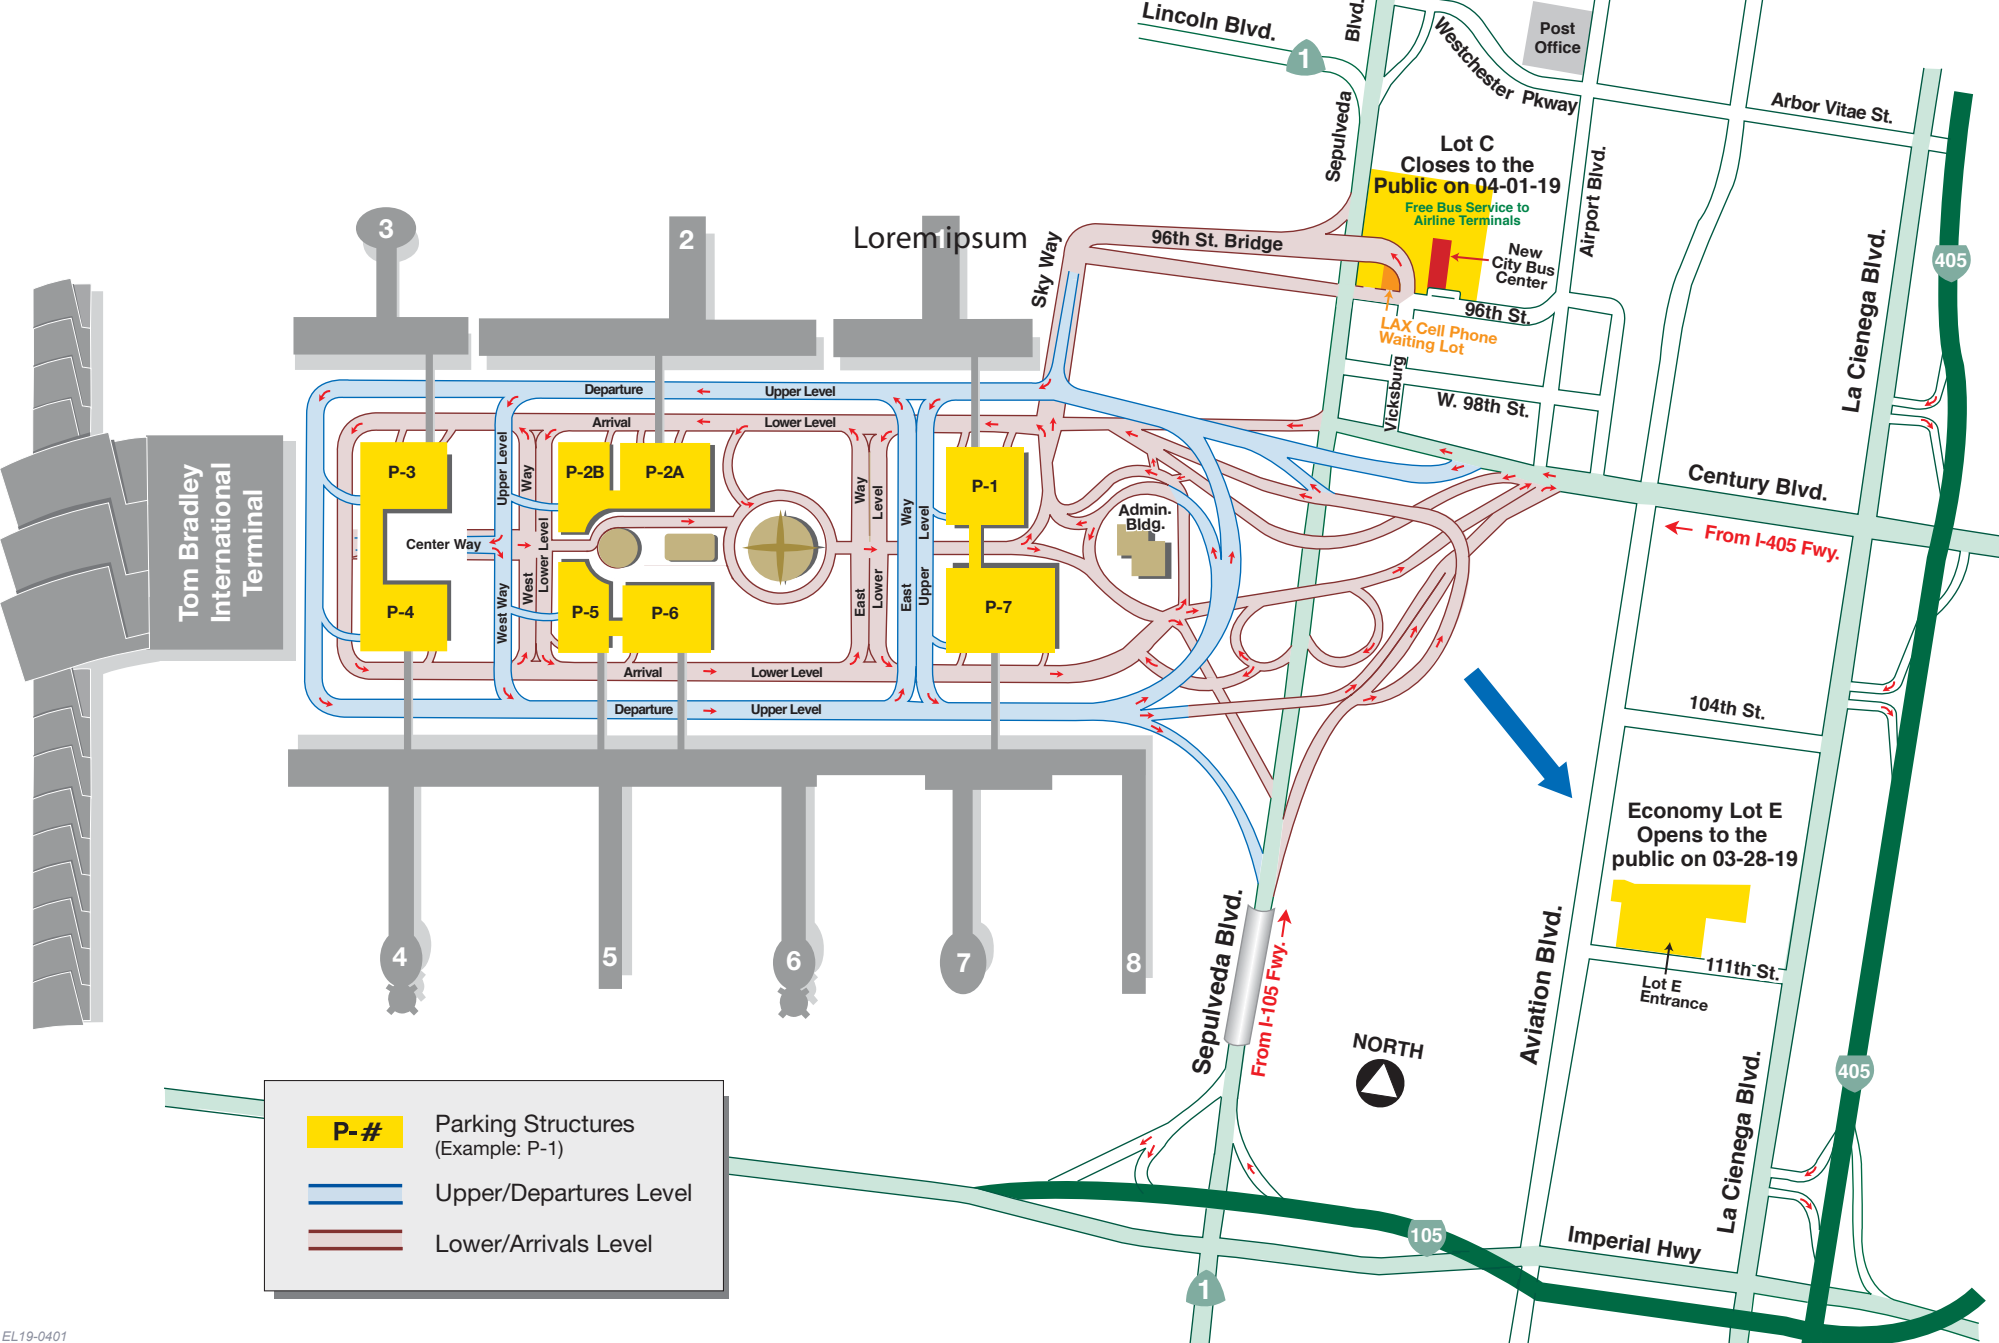 Lincoln Blvd.
1
Blvd.
Sepulveda
Westchester Pkway
Post
Office
Arbor Vitae St.
Airport Blvd.
Lot C
Closes to the
Public on 04-01-19
Free Bus Service to
Airline Terminals
New
City Bus
Center
96th St.
LAX Cell Phone
Waiting Lot
Vicksburg
W. 98th St.
La Cienega Blvd.
405
96th St. Bridge
Sky Way
3
2
1
Lorem ipsum
Departure
Upper Level
Arrival
Lower Level
Tom Bradley
International
Terminal
P-3
P-4
P-2B
P-2A
P-5
P-6
P-1
P-7
Center Way
Upper Level
West Way
West
Way
Lower Level
East
Way
Lower
Level
East
Way
Upper
Level
Admin.
Bldg.
Arrival
Lower Level
Departure
Upper Level
Century Blvd.
From I-405 Fwy.
104th St.
Economy Lot E
Opens to the
public on 03-28-19
111th St.
Lot E
Entrance
Aviation Blvd.
4
5
6
7
8
Sepulveda Blvd.
From I-105 Fwy.
NORTH
405
La Cienega Blvd.
Imperial Hwy
105
1
P-#
Parking Structures
(Example: P-1)
Upper/Departures Level
Lower/Arrivals Level
EL19-0401